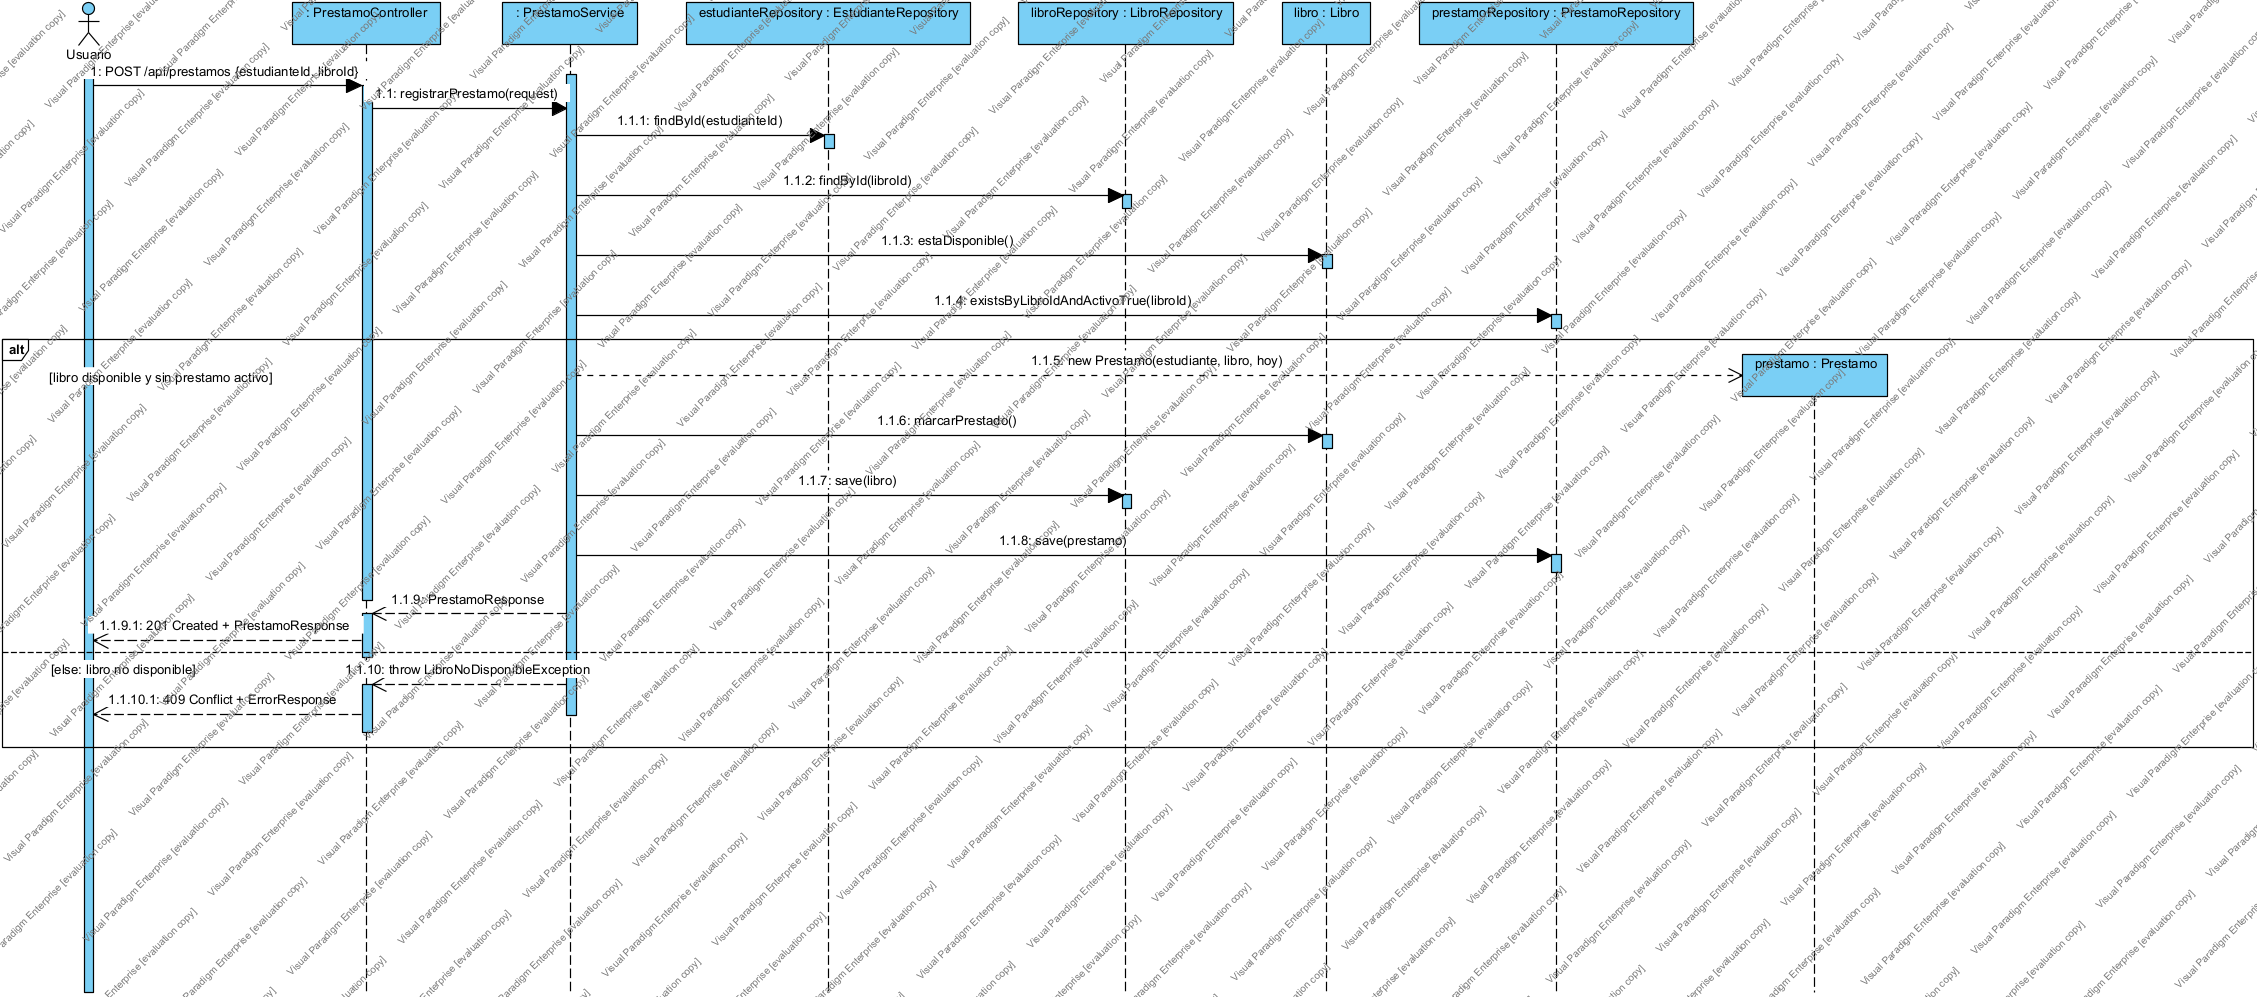 : PrestamoController
: PrestamoService
estudianteRepository : EstudianteRepository
libroRepository : LibroRepository
libro : Libro
prestamoRepository : PrestamoRepository
Usuario
1: POST /api/prestamos {estudianteId, libroId}
1.1: registrarPrestamo(request)
1.1.1: findById(estudianteId)
1.1.2: findById(libroId)
1.1.3: estaDisponible()
1.1.4: existsByLibroIdAndActivoTrue(libroId)
alt
[libro disponible y sin prestamo activo]
1.1.5: new Prestamo(estudiante, libro, hoy)
prestamo : Prestamo
1.1.6: marcarPrestado()
1.1.7: save(libro)
1.1.8: save(prestamo)
1.1.9: PrestamoResponse
1.1.9.1: 201 Created + PrestamoResponse
[else: libro no disponible]
1.1.10: throw LibroNoDisponibleException
1.1.10.1: 409 Conflict + ErrorResponse
Visual Paradigm Enterprise [evaluation copy]